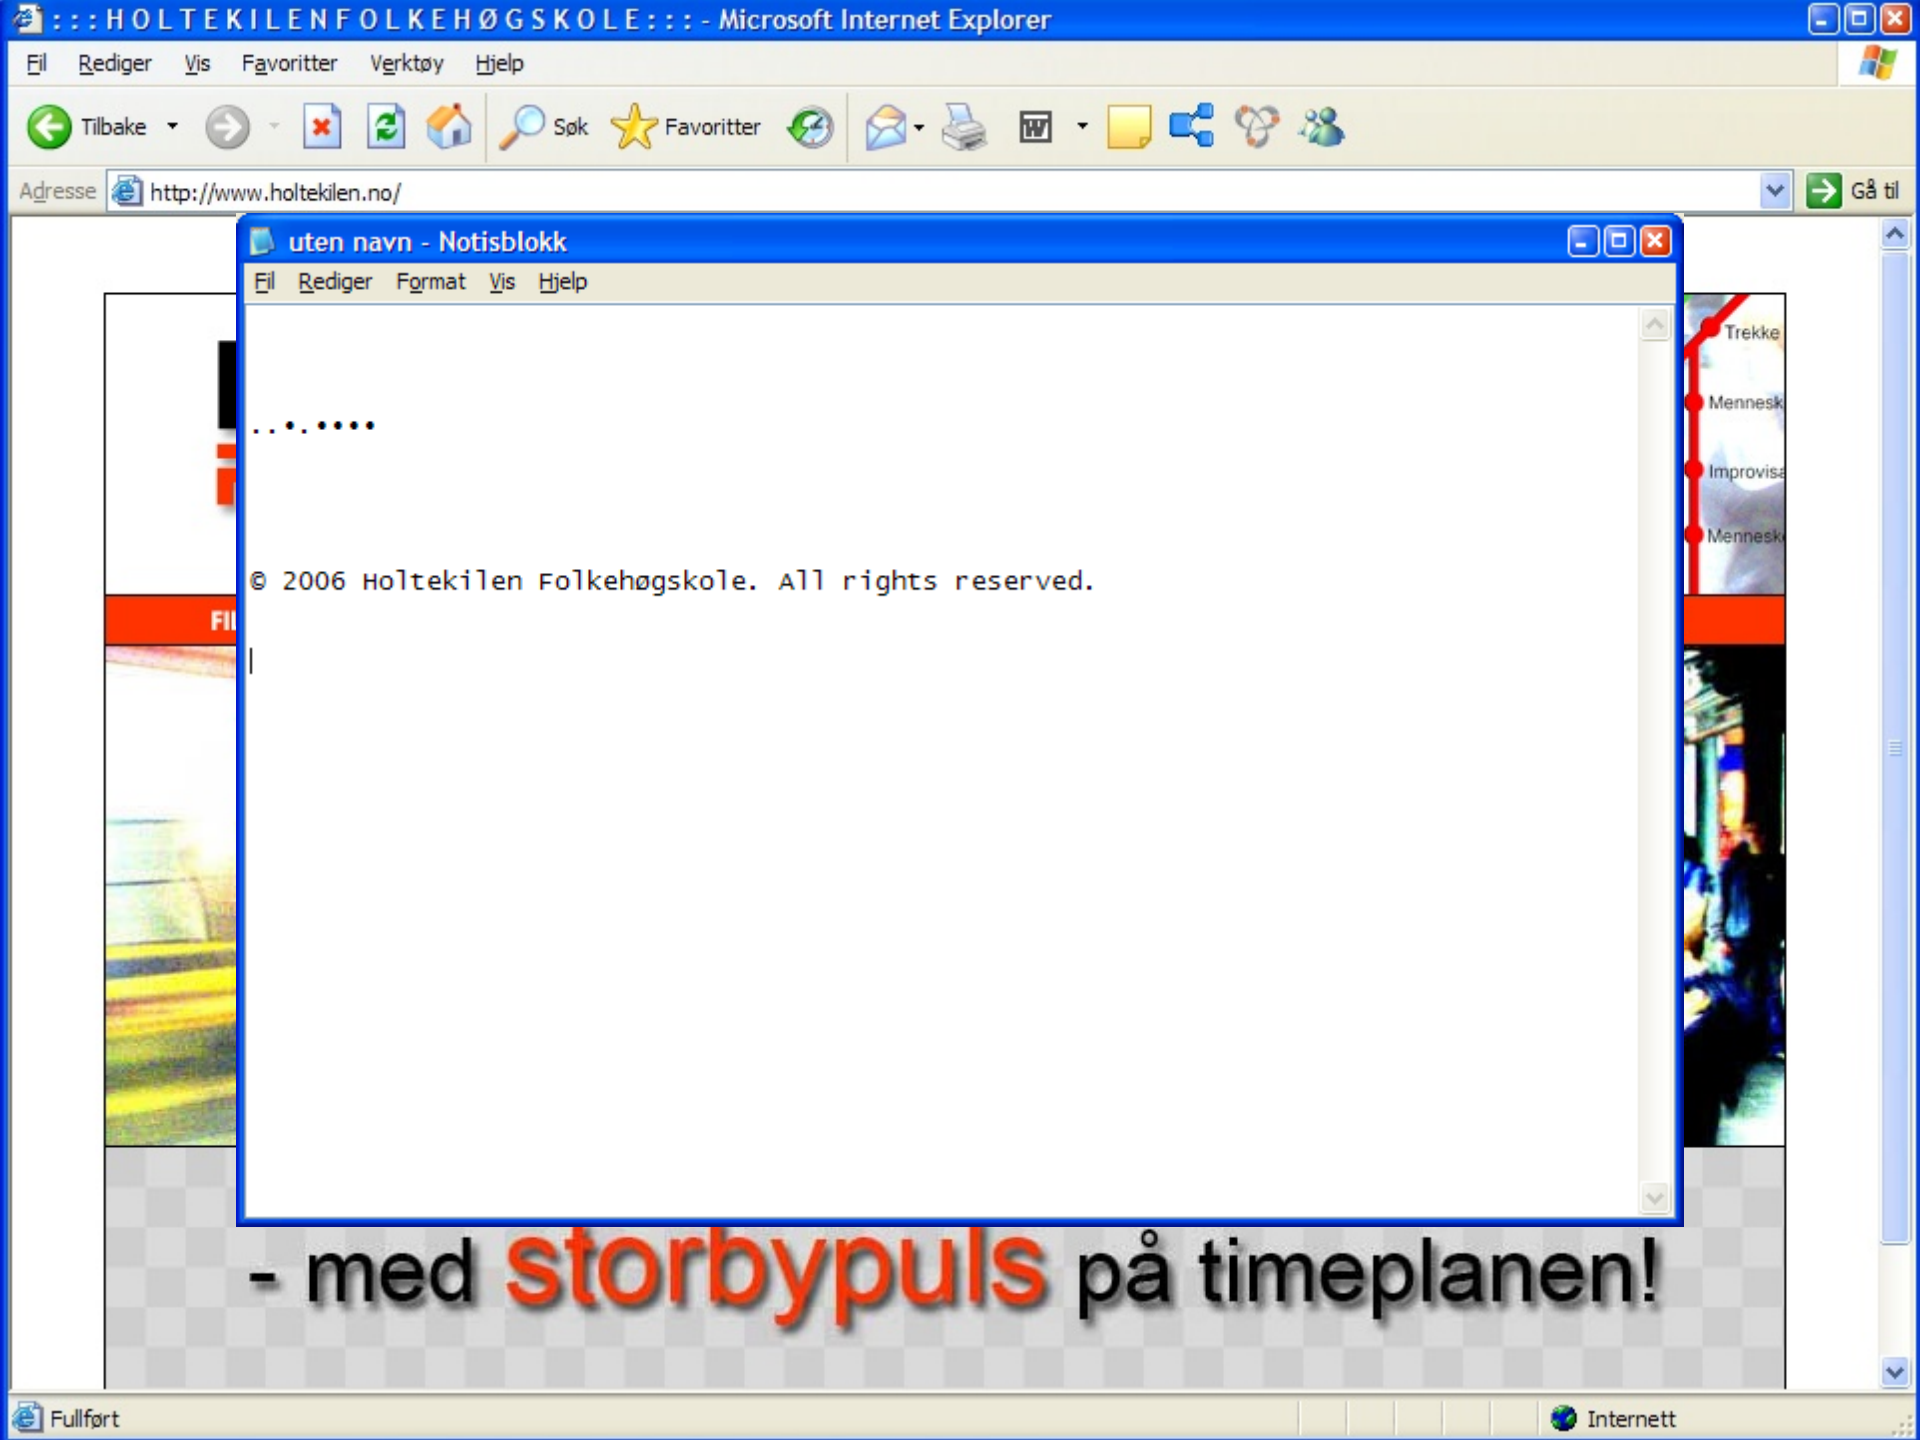 : : : H O L T E K I L E N F O L K E H Ø G S K O L E : : : - Microsoft Internet Explorer
Fil Rediger Vis Favoritter Verktøy Hjelp
Tilbake Søk Favoritter
Adresse http://www.holtekilen.no/ Gå til
uten navn - Notisblokk
Fil Rediger Format Vis Hjelp
Trekke
Mennesk
..•.••••
Improvisa
Mennesk
© 2006 Holtekilen Folkehøgskole. All rights reserved.
- med storbypuls på timeplanen!
Fullført Internett